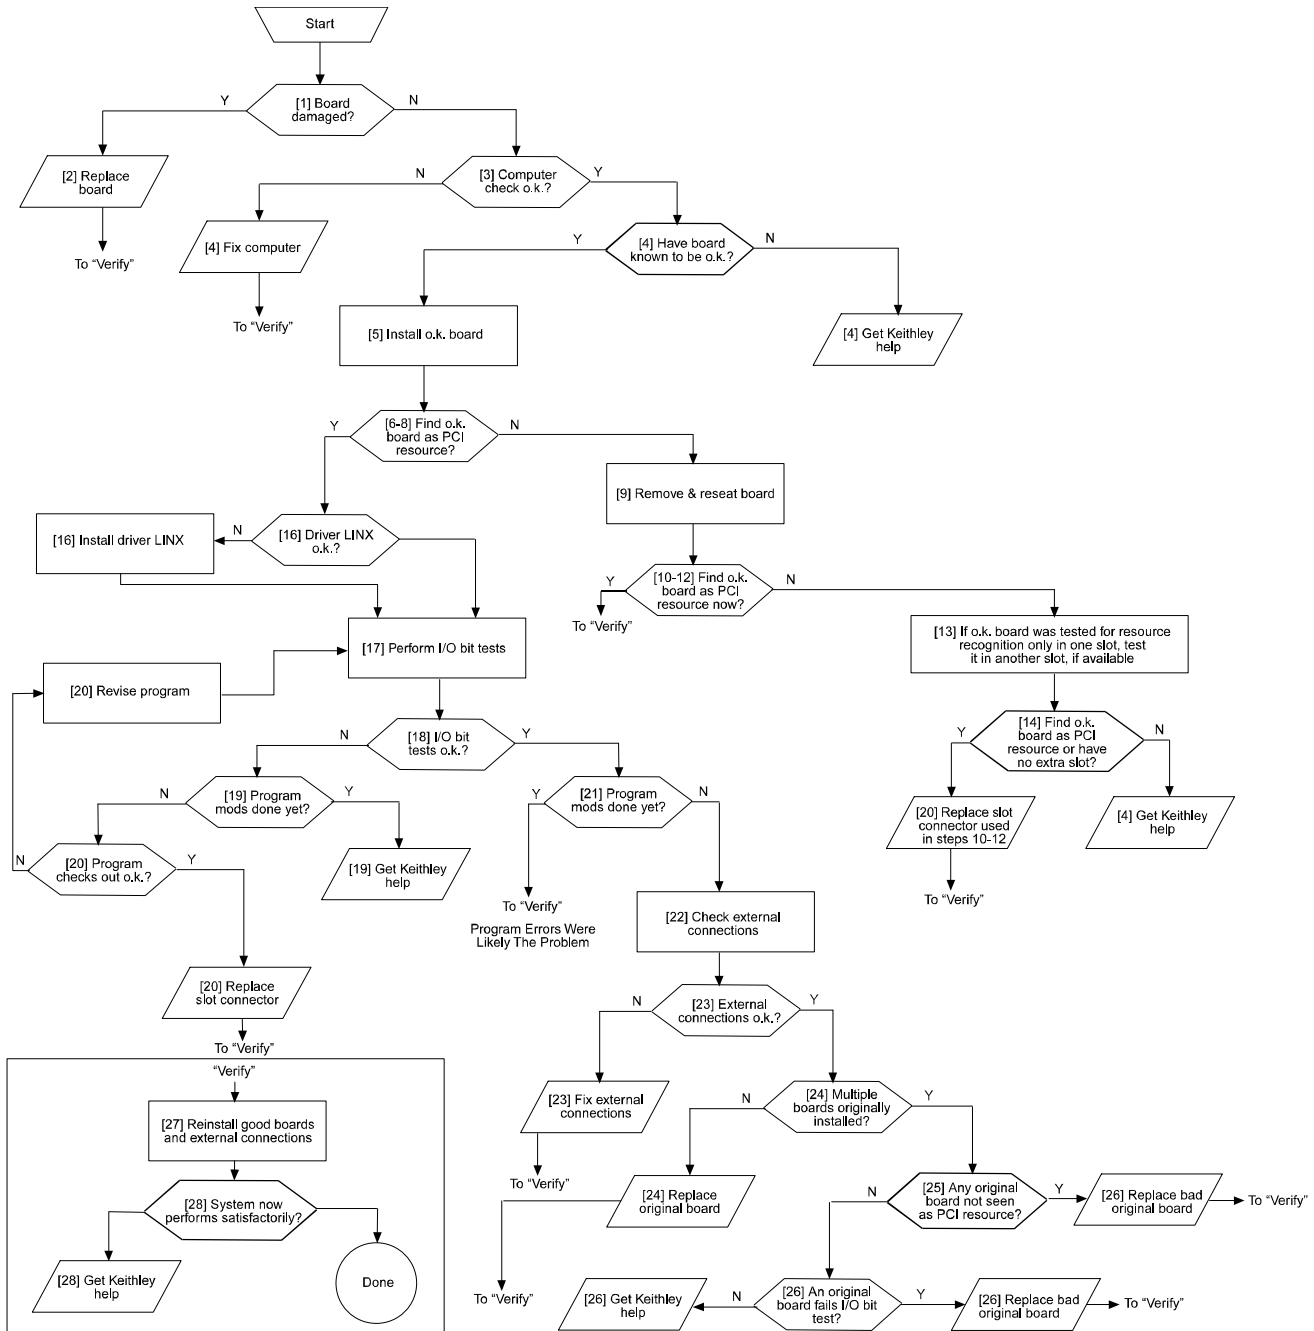 Start
[1] Board
damaged?
Y
N
[2] Replace
board
To “Verify”
[3] Computer
check o.k.?
N
Y
[4] Fix computer
To “Verify”
[4] Have board
known to be o.k.?
Y
N
[4] Get Keithley
help
[5] Install o.k. board
[6-8] Find o.k.
board as PCI
resource?
Y
N
[9] Remove & reseat board
[16] Install driver LINX
N
[16] Driver LINX
o.k.?
[10-12] Find o.k.
board as PCI
resource now?
Y
N
To “Verify”
[13] If o.k. board was tested for resource
recognition only in one slot, test
it in another slot, if available
[17] Perform I/O bit tests
[20] Revise program
[18] I/O bit
tests o.k.?
N
Y
[14] Find o.k.
board as PCI
resource or have
no extra slot?
Y
N
[19] Program
mods done yet?
N
Y
[21] Program
mods done yet?
Y
N
[20] Replace slot
connector used
in steps 10-12
[4] Get Keithley
help
To “Verify”
[20] Program
checks out o.k.?
N
Y
[19] Get Keithley
help
To “Verify”
Program Errors Were
Likely The Problem
[22] Check external
connections
[20] Replace
slot connector
To “Verify”
[23] External
connections o.k.?
N
Y
[23] Fix external
connections
To “Verify”
[24] Multiple
boards originally
installed?
N
Y
[24] Replace
original board
To “Verify”
[25] Any original
board not seen
as PCI resource?
N
Y
[26] Replace bad
original board
To “Verify”
[26] An original
board fails I/O bit
test?
N
Y
[26] Get Keithley
help
[26] Replace bad
original board
To “Verify”
“Verify”
[27] Reinstall good boards
and external connections
[28] System now
performs satisfactorily?
[28] Get Keithley
help
Done